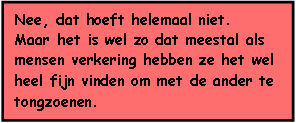 Nee, dat hoeft helemaal niet.
Maar het is wel zo dat meestal als
mensen verkering hebben ze het wel
heel fijn vinden om met de ander te
tongzoenen.